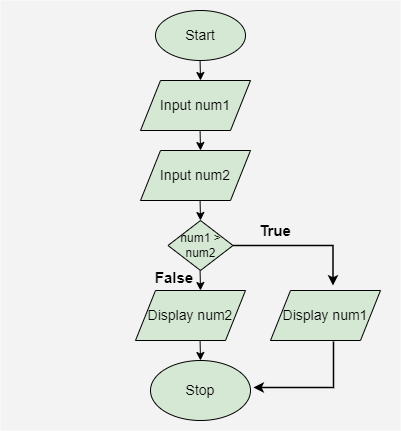 Start
Input num1
Input num2
num1 >
num2
True
False
Display num2
Display num1
Stop